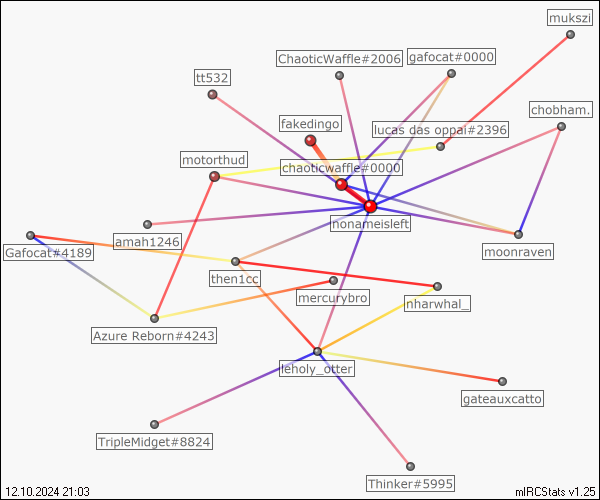 mukszi
ChaoticWaffle#2006
gafocat#0000
tt532
chobham.
fakedingo
lucas das oppai#2396
motorthud
chaoticwaffle#0000
nonameisleft
amah1246
Gafocat#4189
moonraven
then1cc
mercurybro
nharwhal_
Azure Reborn#4243
leholy_otter
gateauxcatto
TripleMidget#8824
Thinker#5995
12.10.2024 21:03
mIRCStats v1.25